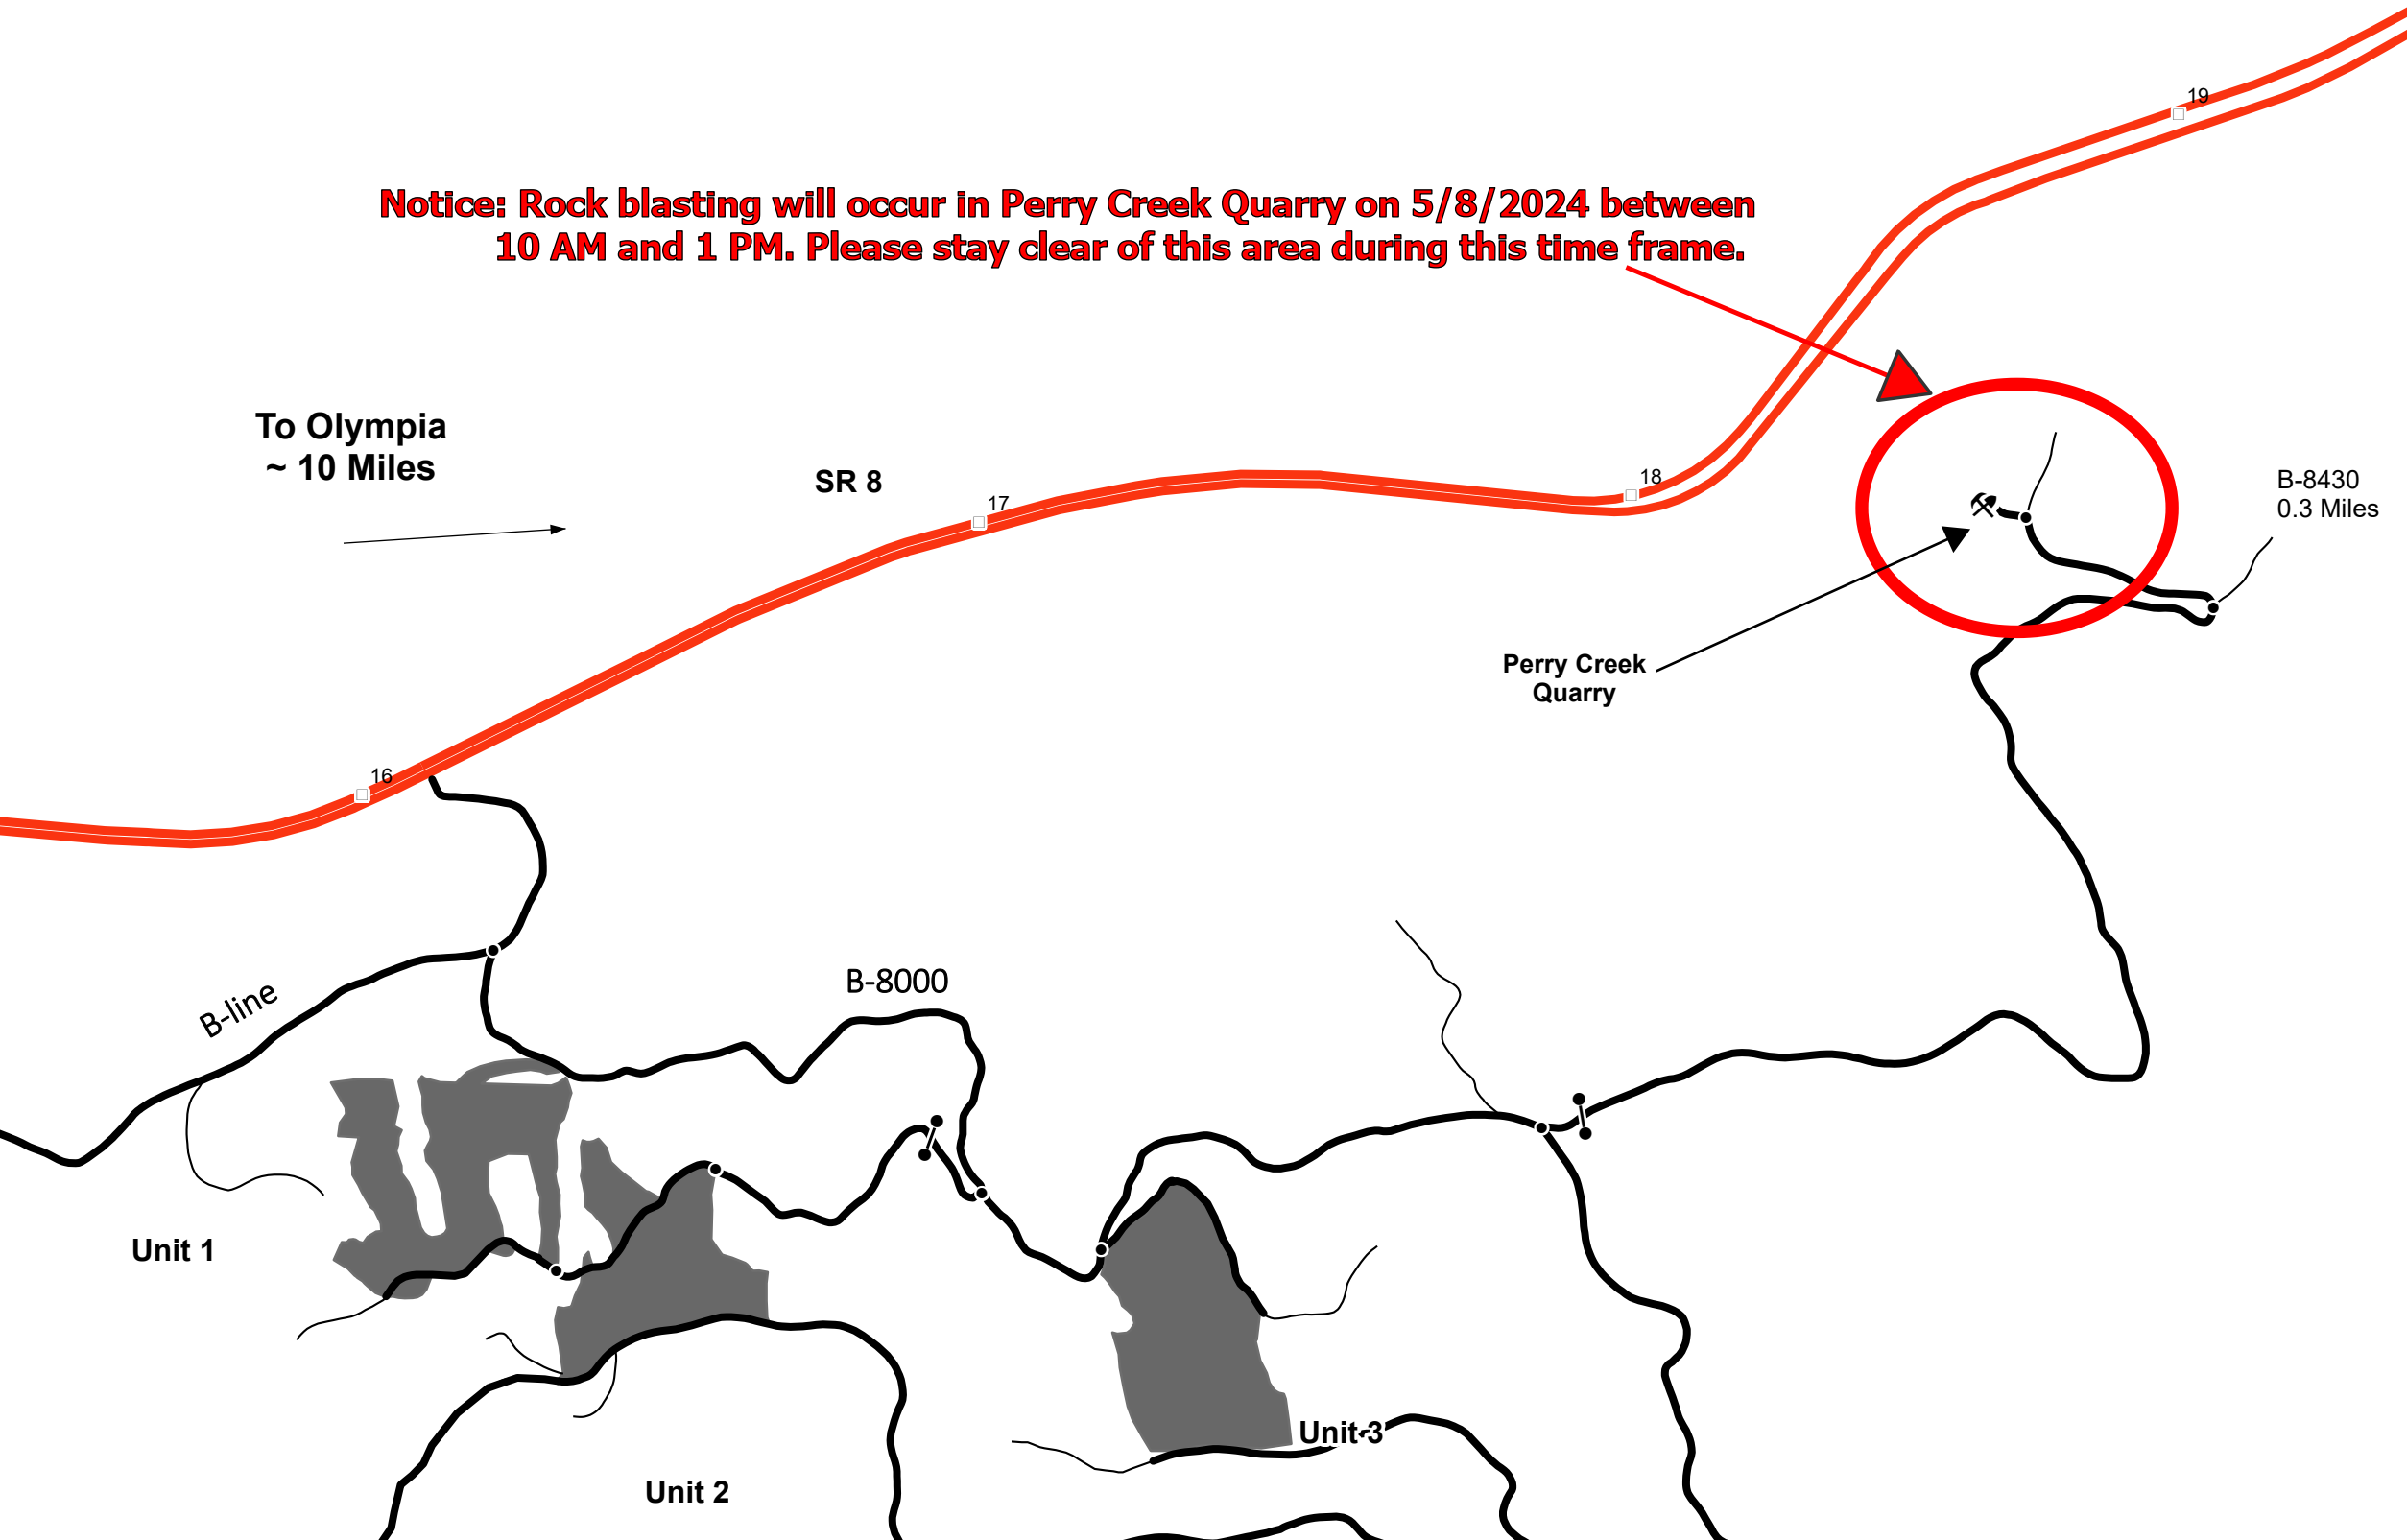 19
Notice: Rock blasting will occur in Perry Creek Quarry on 5/8/2024 between
10 AM and 1 PM. Please stay clear of this area during this time frame.
To Olympia
~ 10 Miles
SR 8
18
B-8430
0.3 Miles
17
Perry Creek
Quarry
16
B-8000
B-line
Unit 1
Unit 3
Unit 2